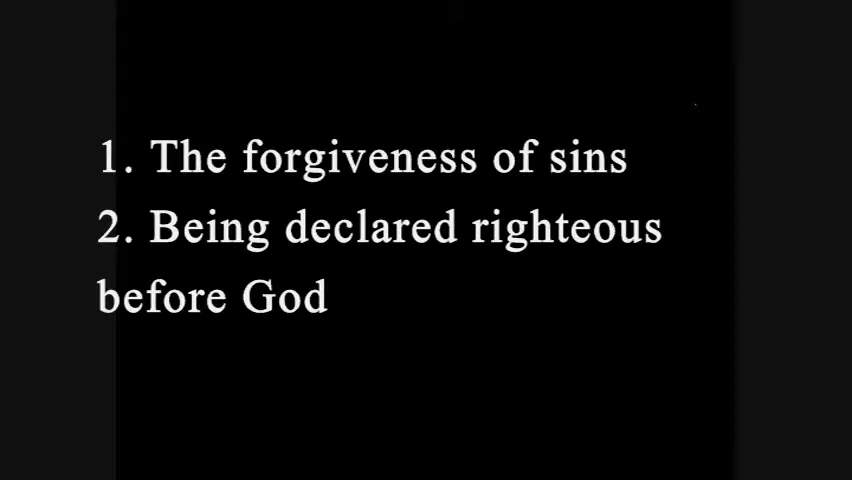 1. The forgiveness of sins
2. Being declared righteous
before God